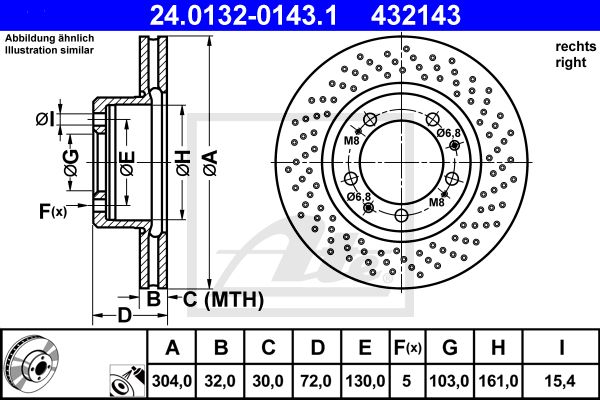 24.0132-0143.1 432143
Abbildung ähnlich
Illustration similar
rechts
right
ØI
ØG
ØE
ØH
ØA
F(x)
B
C (MTH)
D
M8
Ø6,8
Ø6,8
M8
Ate
A B C D E F(x) G H I
304,0 32,0 30,0 72,0 130,0 5 103,0 161,0 15,4